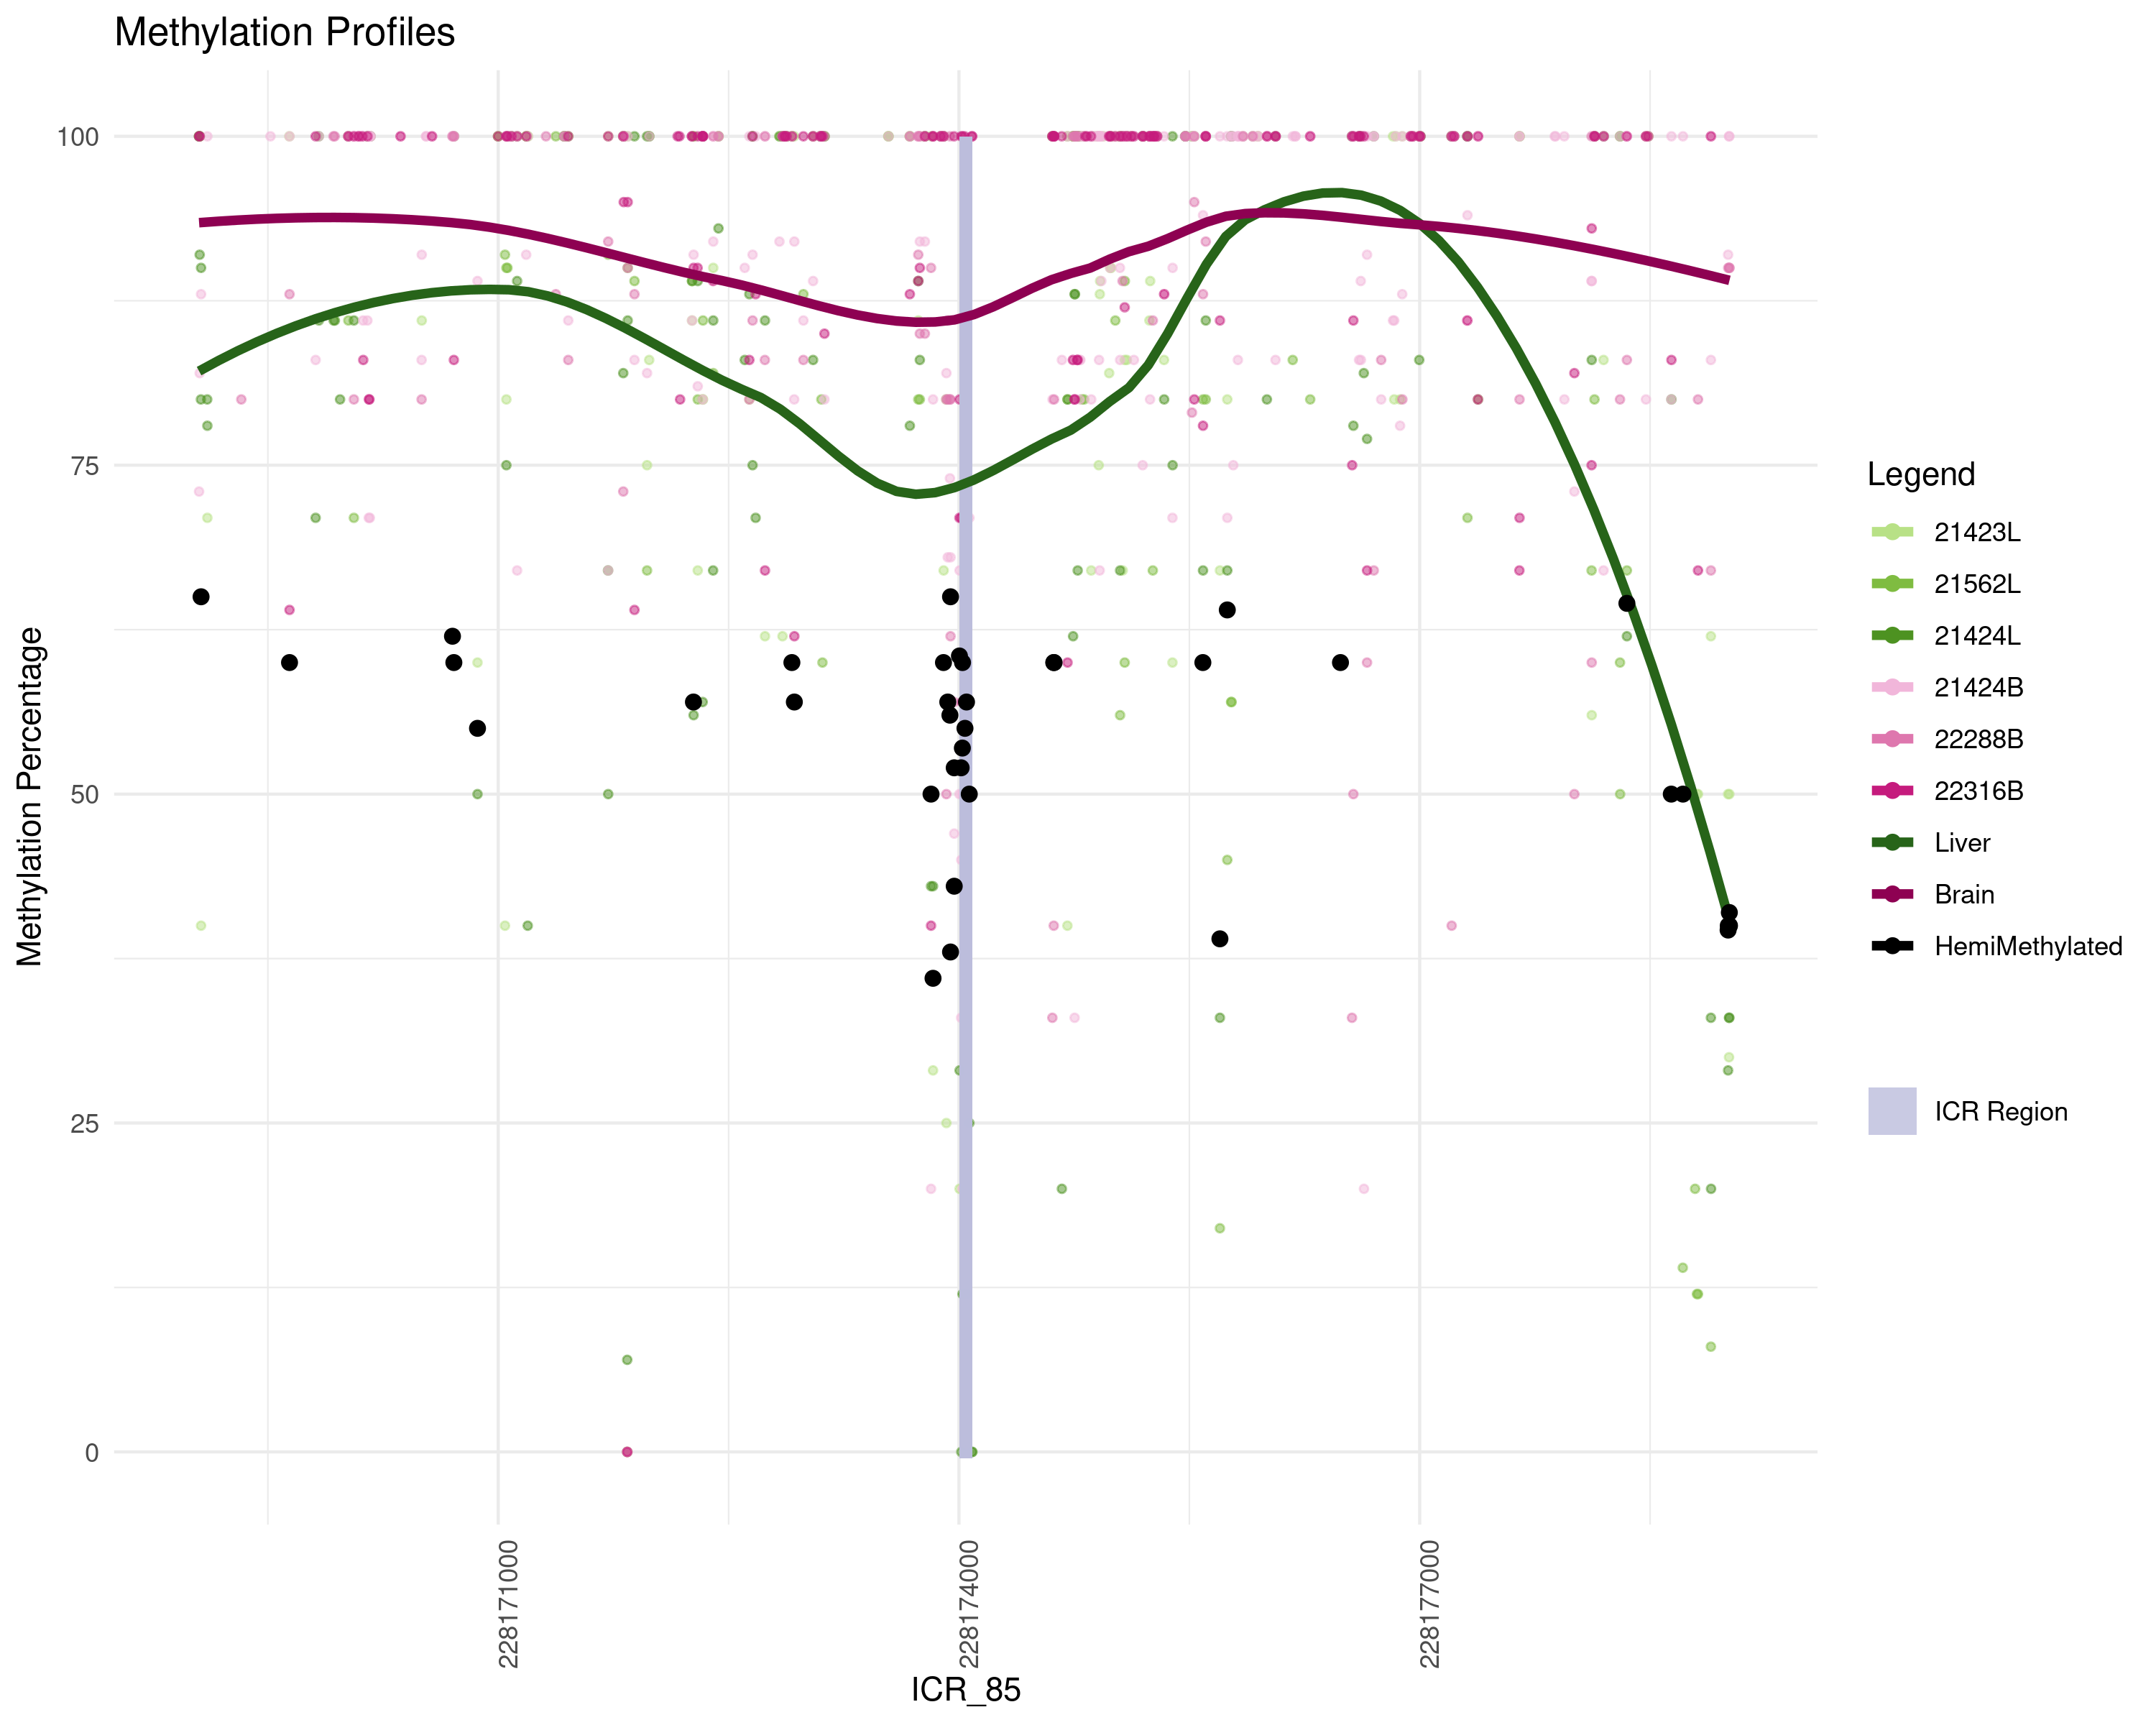 Methylation Profiles
100
75
50
25
0
Methylation Percentage
228171000
228174000
228177000
ICR_85
Legend
21423L
21562L
21424L
21424B
22288B
22316B
Liver
Brain
HemiMethylated
ICR Region